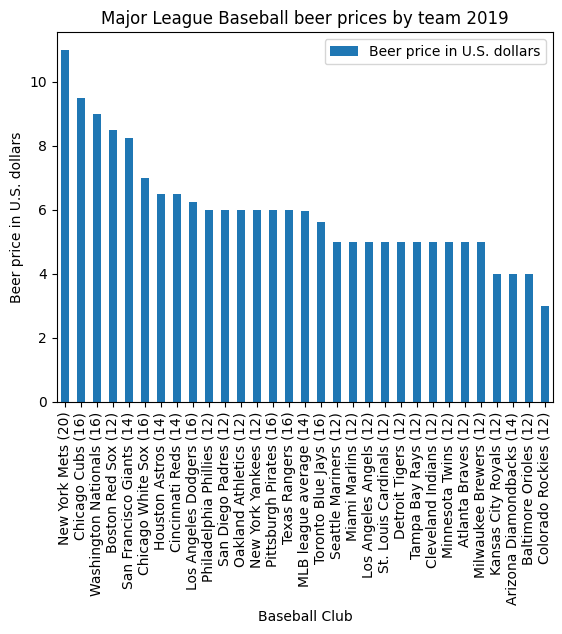 Major League Baseball beer prices by team 2019
Beer price in U.S. dollars
Beer price in U.S. dollars
10
8
6
4
2
0
New York Mets (20)
Chicago Cubs (16)
Washington Nationals (16)
Boston Red Sox (12)
San Francisco Giants (14)
Chicago White Sox (16)
Houston Astros (14)
Cincinnati Reds (14)
Los Angeles Dodgers (16)
Philadelphia Phillies (12)
San Diego Padres (12)
Oakland Athletics (12)
New York Yankees (12)
Pittsburgh Pirates (16)
Texas Rangers (16)
MLB league average (14)
Toronto Blue Jays (16)
Seattle Mariners (12)
Miami Marlins (12)
Los Angeles Angels (12)
St. Louis Cardinals (12)
Detroit Tigers (12)
Tampa Bay Rays (12)
Cleveland Indians (12)
Minnesota Twins (12)
Atlanta Braves (12)
Milwaukee Brewers (12)
Kansas City Royals (12)
Arizona Diamondbacks (14)
Baltimore Orioles (12)
Colorado Rockies (12)
Baseball Club